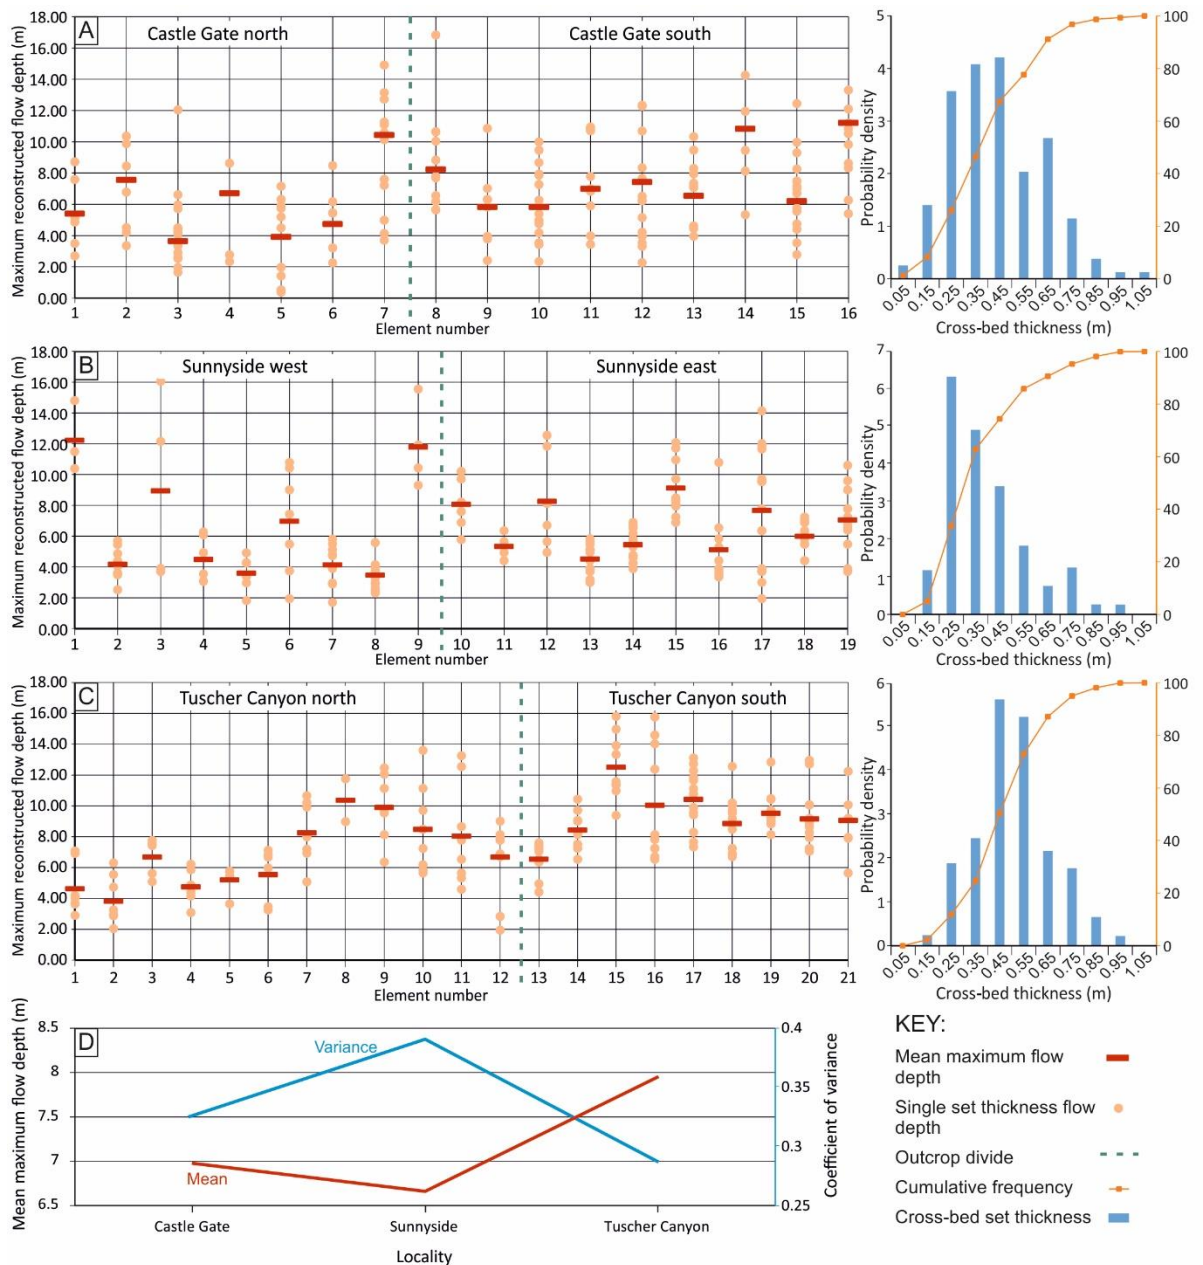 A
Castle Gate north
Castle Gate south
Maximum reconstructed flow depth (m)
18.00
16.00
14.00
12.00
10.00
8.00
6.00
4.00
2.00
0.00
1 2 3 4 5 6 7 8 9 10 11 12 13 14 15 16
Element number
Probability density
5
4
3
2
1
0
100
80
60
40
20
0
0.05 0.15 0.25 0.35 0.45 0.55 0.65 0.75 0.85 0.95 1.05
Cross-bed thickness (m)
B
Sunnyside west
Sunnyside east
Maximum reconstructed flow depth (m)
18.00
16.00
14.00
12.00
10.00
8.00
6.00
4.00
2.00
0.00
1 2 3 4 5 6 7 8 9 10 11 12 13 14 15 16 17 18 19
Element number
Probability density
7
6
5
4
3
2
1
0
100
80
60
40
20
0
0.05 0.15 0.25 0.35 0.45 0.55 0.65 0.75 0.85 0.95 1.05
Cross-bed thickness (m)
C
Tuscher Canyon north
Tuscher Canyon south
Maximum reconstructed flow depth (m)
18.00
16.00
14.00
12.00
10.00
8.00
6.00
4.00
2.00
0.00
1 2 3 4 5 6 7 8 9 10 11 12 13 14 15 16 17 18 19 20 21
Element number
Probability density
6
5
4
3
2
1
0
100
80
60
40
20
0
0.05 0.15 0.25 0.35 0.45 0.55 0.65 0.75 0.85 0.95 1.05
Cross-bed thickness (m)
D
Mean maximum flow depth (m)
8.5
8
7.5
7
6.5
Variance
Mean
0.4
0.35
0.3
0.25
Coefficient of variance
Castle Gate
Sunnyside
Tuscher Canyon
Locality
KEY:
Mean maximum flow
depth
Single set thickness flow
depth
Outcrop divide
Cumulative frequency
Cross-bed set thickness